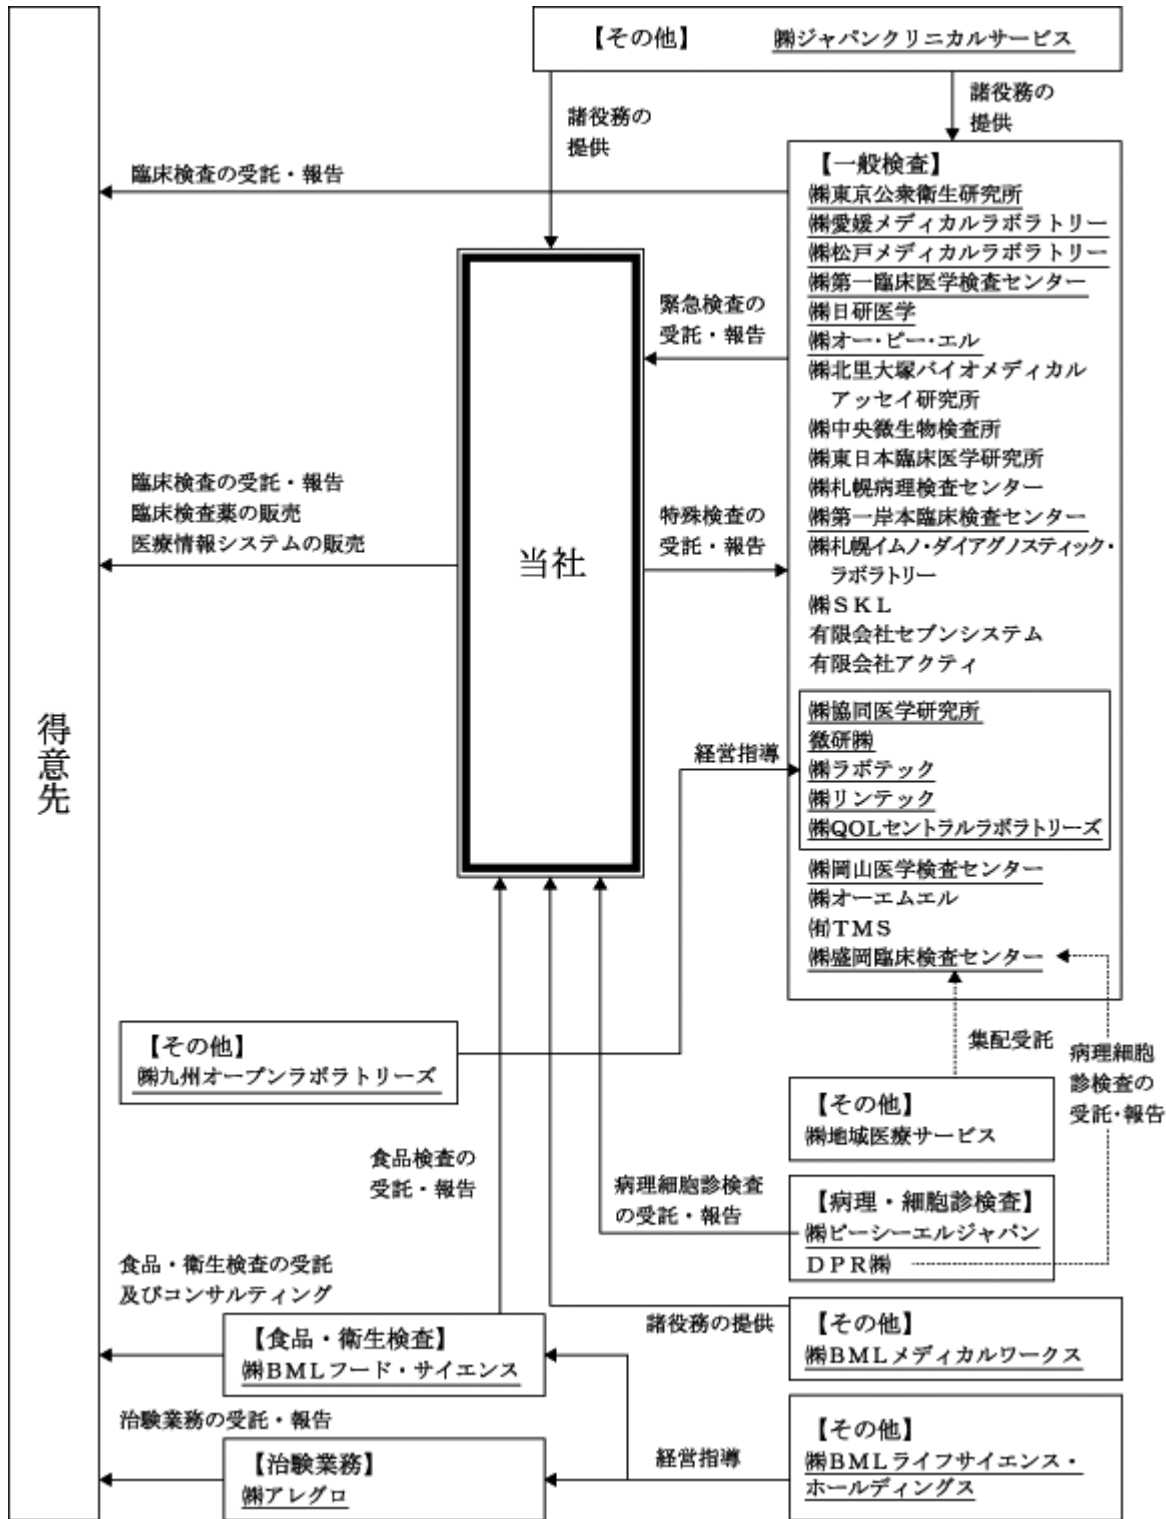 【その他】 ㈱ジャパンクリニカルサービス
諸役務の
提供
諸役務の
提供
臨床検査の受託・報告
【一般検査】
㈱東京公衆衛生研究所
㈱愛媛メディカルラボラトリー
㈱松戸メディカルラボラトリー
㈱第一臨床医学検査センター
㈱日研医学
㈱オー・ピー・エル
㈱北里大塚バイオメディカル
アッセイ研究所
㈱中央微生物検査所
㈱東日本臨床医学研究所
㈱札幌病理検査センター
㈱第一岸本臨床検査センター
㈱札幌イムノ・ダイアグノスティック・
ラボラトリー
㈱SKL
有限会社セブンシステム
有限会社アクティ
㈱協同医学研究所
微研㈱
㈱ラボテック
㈱リンテック
㈱QOLセントラルラボラトリーズ
㈱岡山医学検査センター
㈱オーエムエル
㈲TMS
㈱盛岡臨床検査センター
緊急検査の
受託・報告
特殊検査の
受託・報告
臨床検査の受託・報告
臨床検査薬の販売
医療情報システムの販売
当社
得意先
経営指導
【その他】
㈱九州オープンラボラトリーズ
集配受託
病理細胞
診検査の
受託・報告
【その他】
㈱地域医療サービス
食品検査の
受託・報告
病理細胞診検査
の受託・報告
【病理・細胞診検査】
㈱ピーシーエルジャパン
DPR㈱
食品・衛生検査の受託
及びコンサルティング
【食品・衛生検査】
㈱BMLフード・サイエンス
諸役務の提供
【その他】
㈱BMLメディカルワークス
治験業務の受託・報告
【治験業務】
㈱アレグロ
経営指導
【その他】
㈱BMLライフサイエンス・
ホールディングス